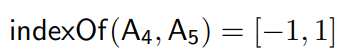 indexOf(A₄, A₅) = [−1, 1]